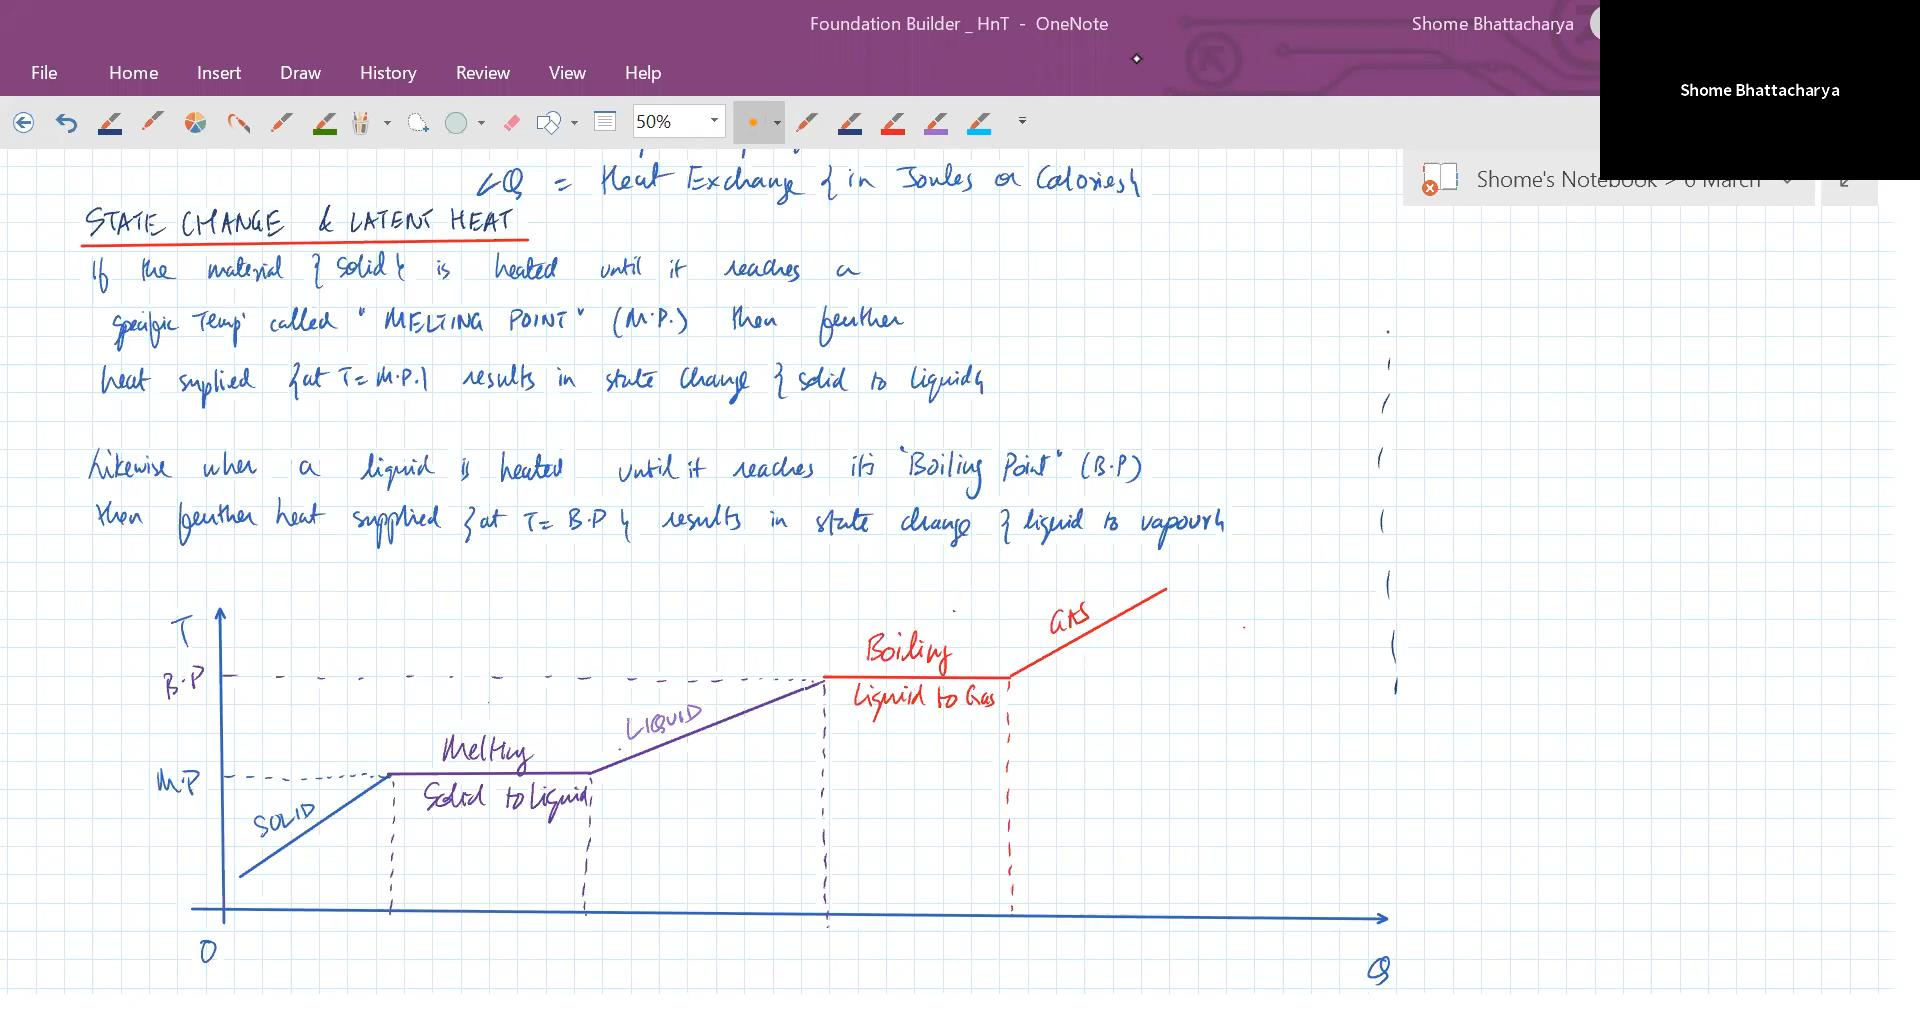 Foundation Builder _ HnT - OneNote
Shome Bhattacharya
Shome Bhattacharya
File Home Insert Draw History Review View Help
50%
Shome's Notebook > 6 March
∠Q = Heat Exchange { in Joules or Calories}
STATE CHANGE & LATENT HEAT
If the material { solid } is heated until it reaches a
specific Temp' called " MELTING POINT " (M.P.) then further
heat supplied {at T= M.P.} results in state change { solid to liquid}
Likewise when a liquid is heated until it reaches it's "Boiling Point" (B.P)
then further heat supplied {at T= B.P } results in state change { liquid to vapour}
T
B.P
M.P
SOLID
Melting
Solid to liquid
LIQUID
Boiling
Liquid to Gas
GAS
O
Q